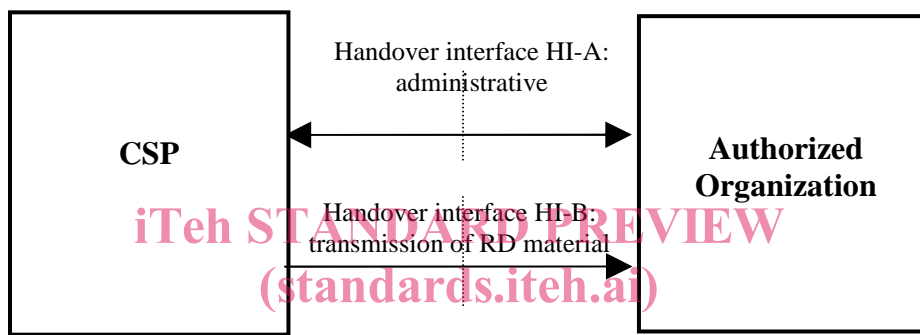 Handover interface HI-A:
administrative
CSP
Authorized
Organization
Handover interface HI-B:
transmission of RD material
iTeh STANDARD PREVIEW
(standards.iteh.ai)